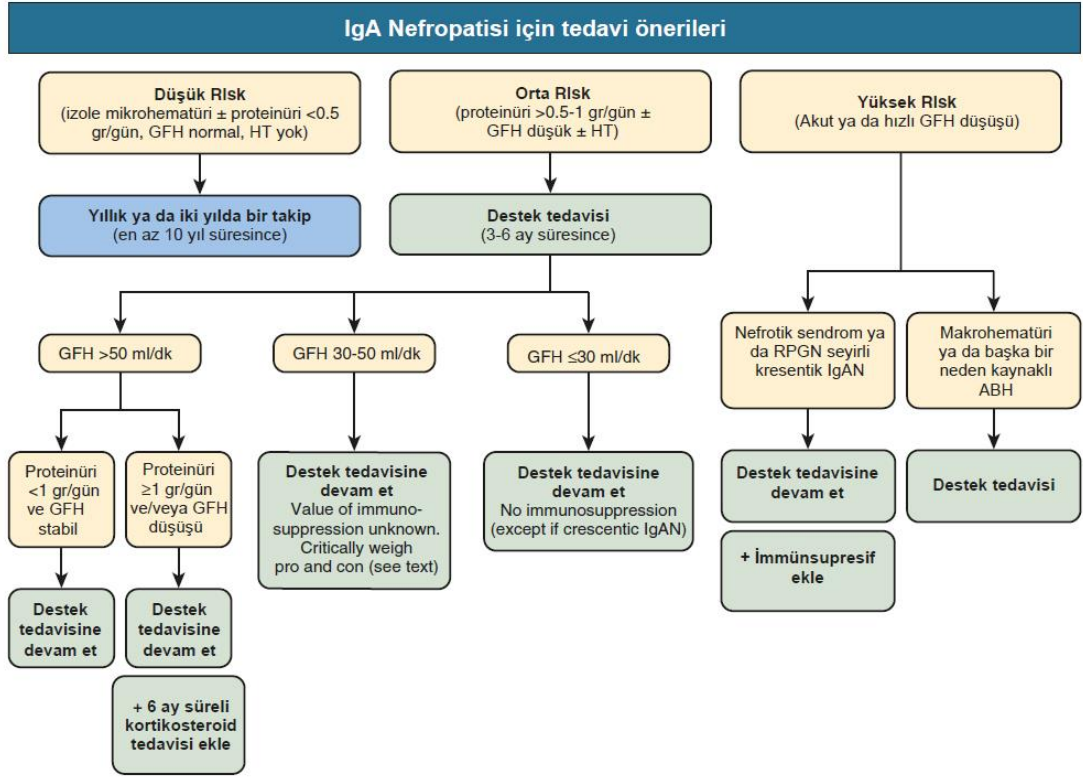 IgA Nefropatisi için tedavi önerileri
Düşük RIsk
(izole mikrohematüri ± proteinüri <0.5
gr/gün, GFH normal, HT yok)
Orta RIsk
(proteinüri >0.5-1 gr/gün ±
GFH düşük ± HT)
Yüksek RIsk
(Akut ya da hızlı GFH düşüşü)
Yıllık ya da iki yılda bir takip
(en az 10 yıl süresince)
Destek tedavisi
(3-6 ay süresince)
GFH >50 ml/dk
GFH 30-50 ml/dk
GFH ≤30 ml/dk
Nefrotik sendrom ya
da RPGN seyirli
kresentik IgAN
Makrohematüri
ya da başka bir
neden kaynaklı
ABH
Proteinüri
<1 gr/gün
ve GFH
stabil
Proteinüri
≥1 gr/gün
ve/veya GFH
düşüşü
Destek tedavisine
devam et
Value of immuno-
suppression unknown.
Critically weigh
pro and con (see text)
Destek tedavisine
devam et
No immunosuppression
(except if crescentic IgAN)
Destek tedavisine
devam et
Destek tedavisi
+ İmmünsupresif
ekle
Destek
tedavisine
devam et
Destek
tedavisine
devam et
+ 6 ay süreli
kortikosteroid
tedavisi ekle